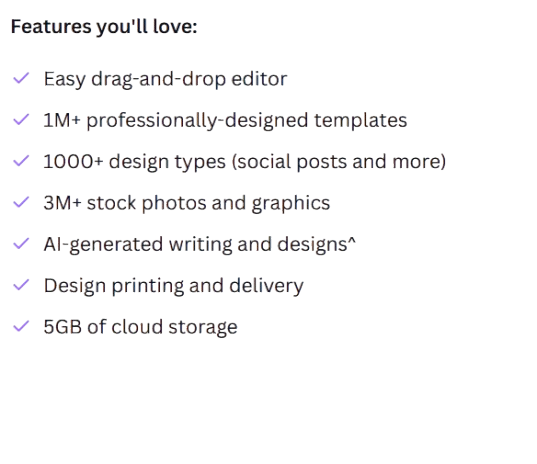 Features you'll love:
Easy drag-and-drop editor
1M+ professionally-designed templates
1000+ design types (social posts and more)
3M+ stock photos and graphics
AI-generated writing and designs^
Design printing and delivery
5GB of cloud storage